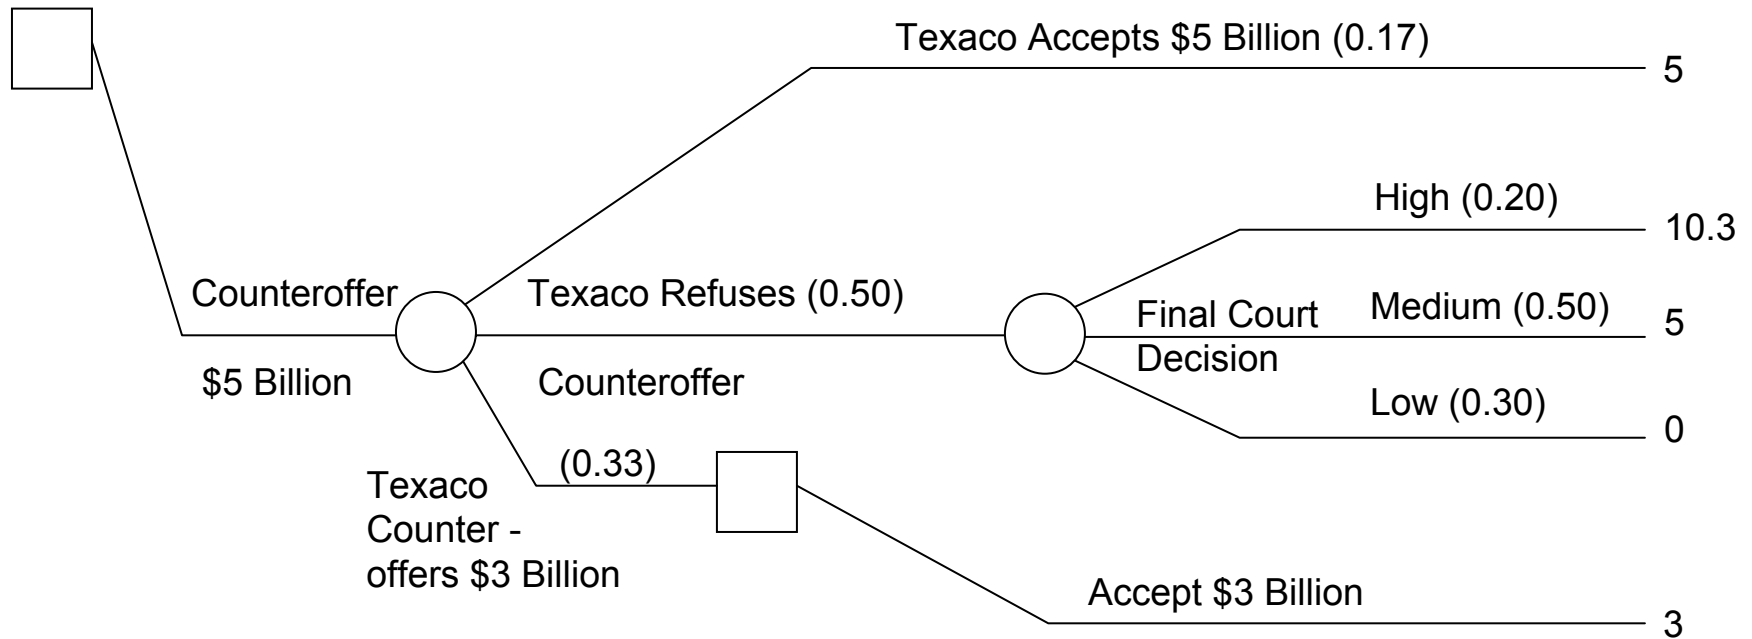 Texaco Accepts $5 Billion (0.17)
5
High (0.20)
10.3
Counteroffer
Texaco Refuses (0.50)
Final Court
Decision
Medium (0.50)
5
$5 Billion
Counteroffer
Low (0.30)
0
(0.33)
Texaco
Counter -
offers $3 Billion
Accept $3 Billion
3